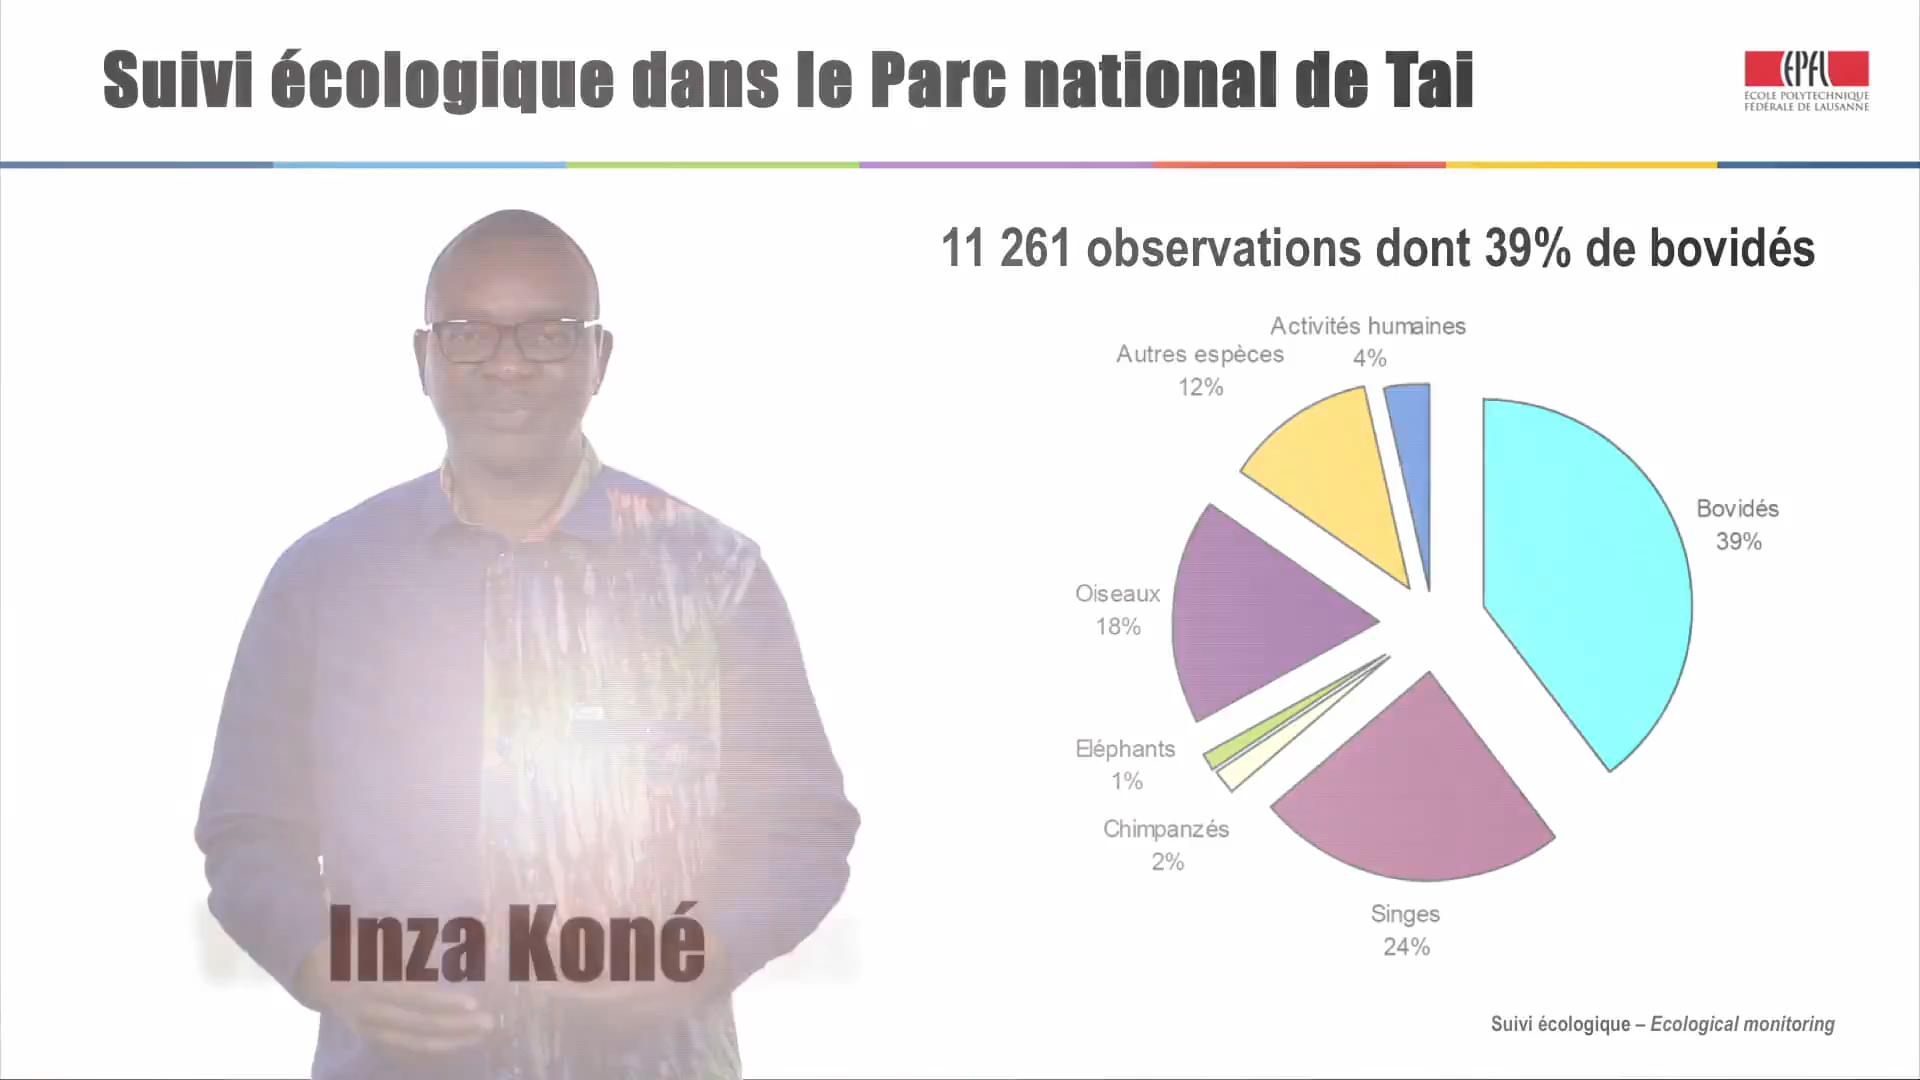 Suivi écologique dans le Parc national de Tai
EPFL
ÉCOLE POLYTECHNIQUE
FÉDÉRALE DE LAUSANNE
11 261 observations dont 39% de bovidés
Activités humaines
4%
Autres espèces
12%
Bovidés
39%
Oiseaux
18%
Eléphants
1%
Chimpanzés
2%
Singes
24%
Inza Koné
Suivi écologique – Ecological monitoring